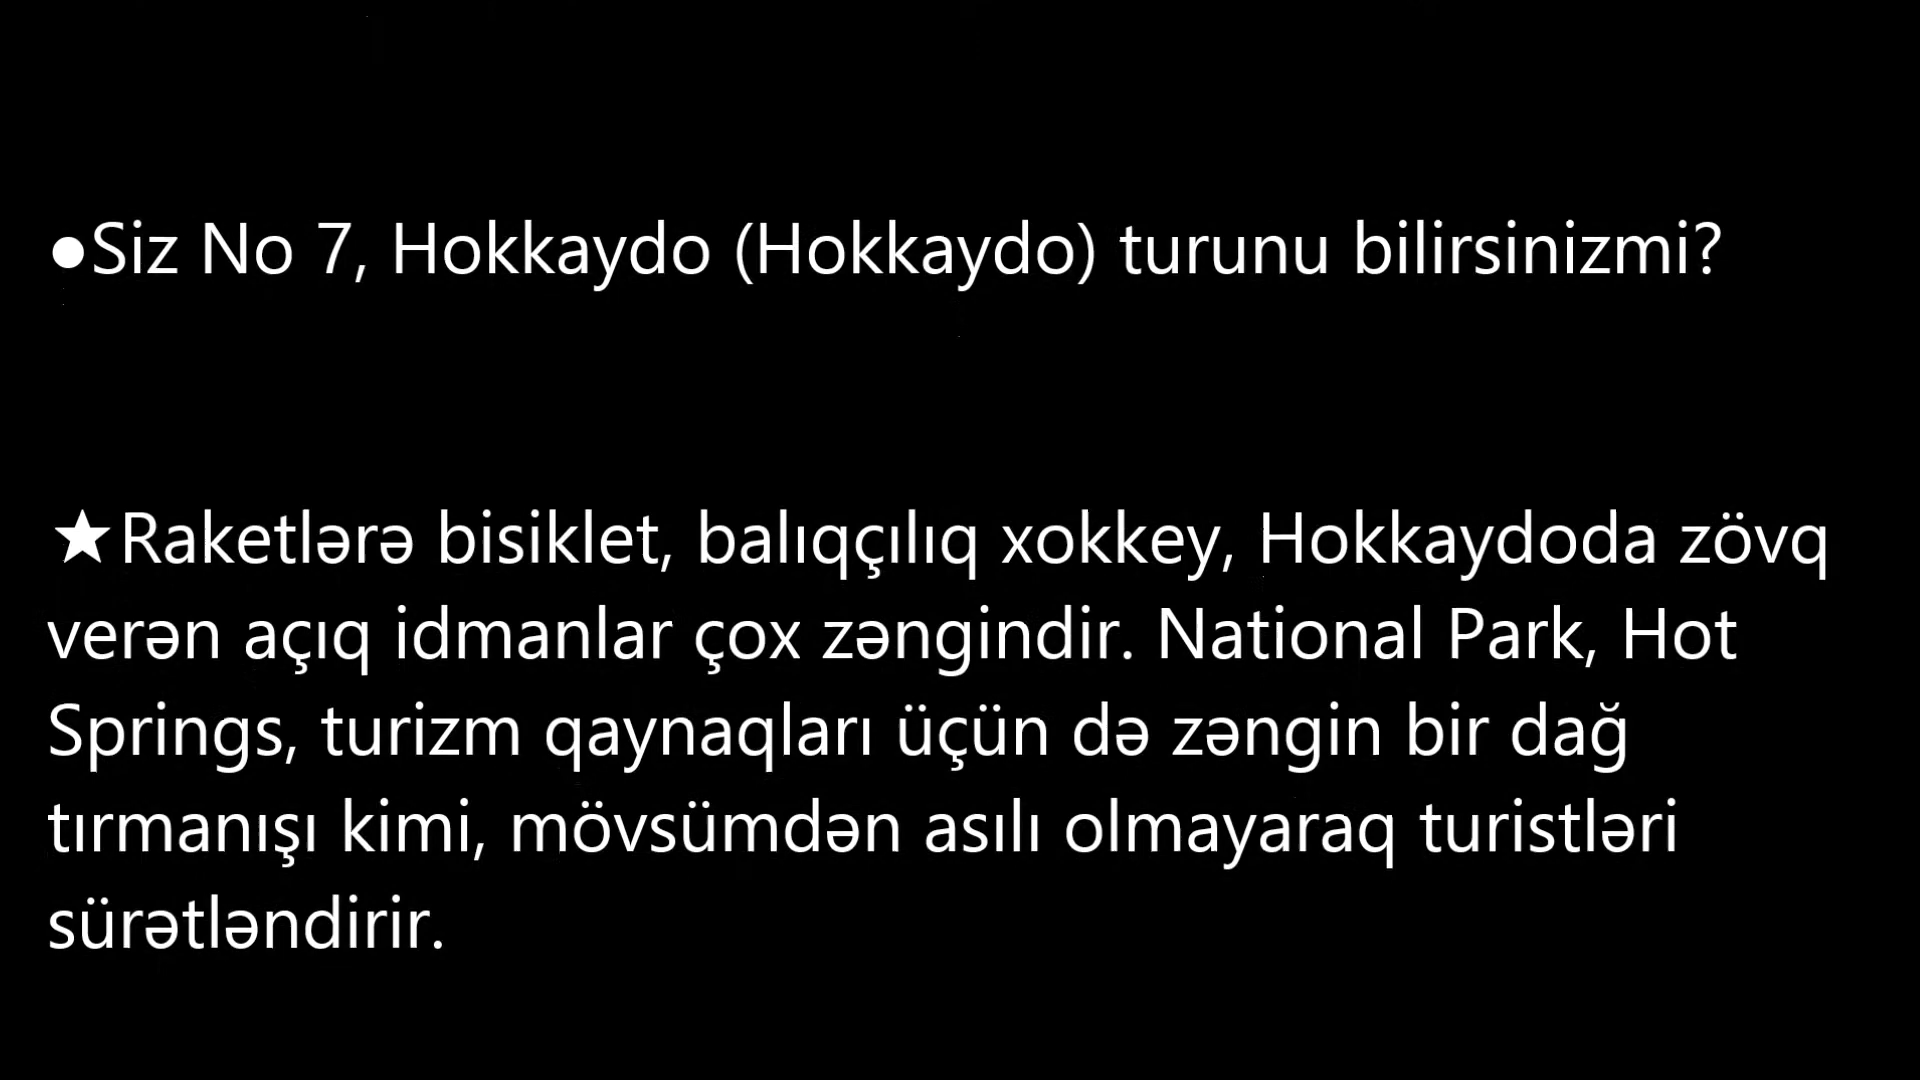 ●Siz No 7, Hokkaydo (Hokkaydo) turunu bilirsinizmi?
★Raketlərə bisiklet, balıqçılıq xokkey, Hokkaydoda zövq
verən açıq idmanlar çox zəngindir. National Park, Hot
Springs, turizm qaynaqları üçün də zəngin bir dağ
tırmanışı kimi, mövsümdən asılı olmayaraq turistləri
sürətləndirir.